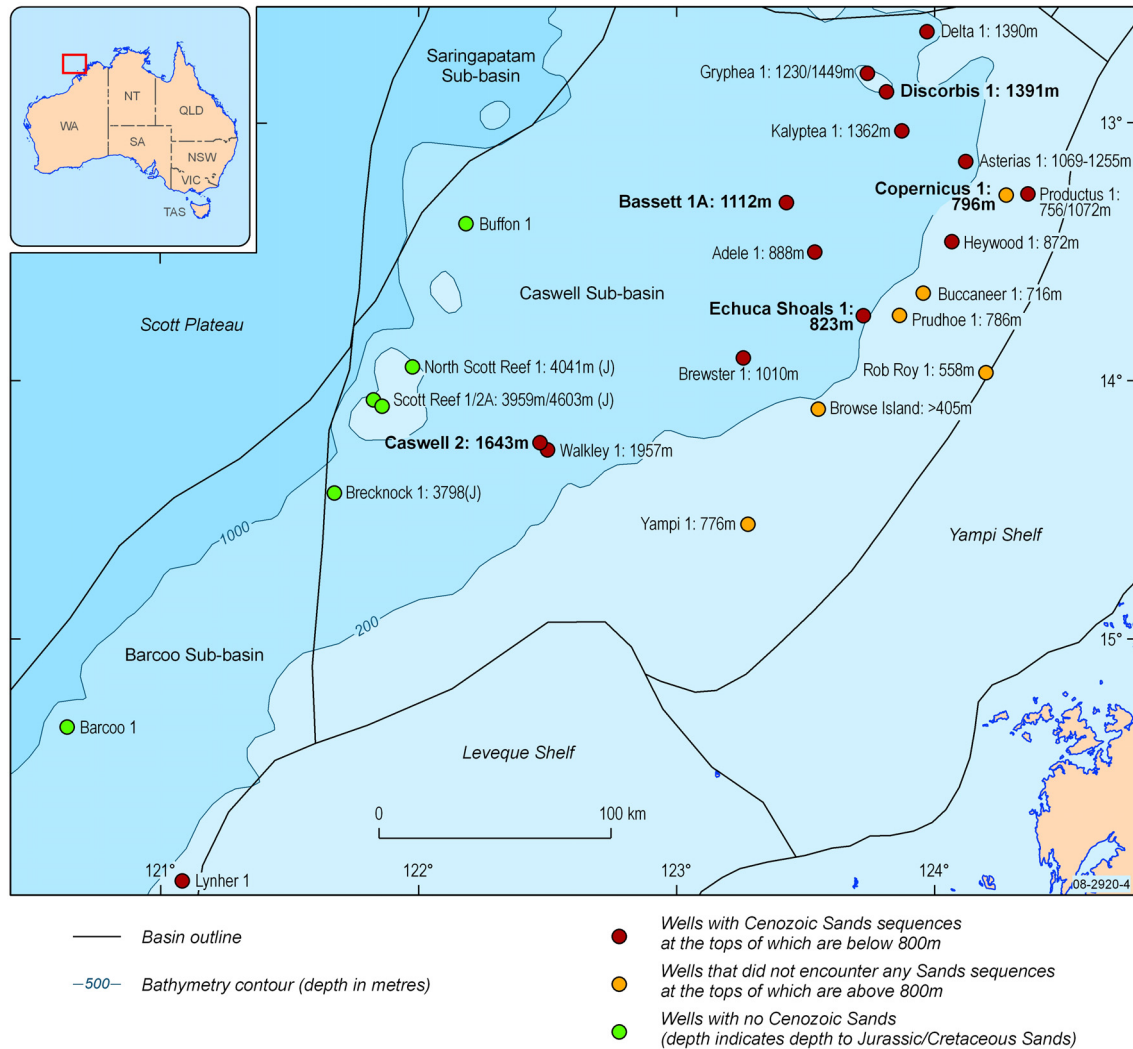 WA
NT
SA
QLD
NSW
VIC
TAS
Saringapatam
Sub-basin
Delta 1: 1390m
Gryphea 1: 1230/1449m
Discorbis 1: 1391m
13°
Kalyptea 1: 1362m
Asterias 1: 1069-1255m
Copernicus 1:
796m
Productus 1:
756/1072m
Bassett 1A: 1112m
Buffon 1
Heywood 1: 872m
Adele 1: 888m
Caswell Sub-basin
Buccaneer 1: 716m
Scott Plateau
Echuca Shoals 1:
823m
Prudhoe 1: 786m
North Scott Reef 1: 4041m (J)
Brewster 1: 1010m
Rob Roy 1: 558m
14°
Scott Reef 1/2A: 3959m/4603m (J)
Browse Island: >405m
Caswell 2: 1643m
Walkley 1: 1957m
Brecknock 1: 3798(J)
Yampi 1: 776m
Yampi Shelf
1000
200
15°
Barcoo Sub-basin
Barcoo 1
Leveque Shelf
0
100 km
121°
122°
123°
124°
Lynher 1
08-2920-4
Basin outline
500
Bathymetry contour (depth in metres)
Wells with Cenozoic Sands sequences
at the tops of which are below 800m
Wells that did not encounter any Sands sequences
at the tops of which are above 800m
Wells with no Cenozoic Sands
(depth indicates depth to Jurassic/Cretaceous Sands)